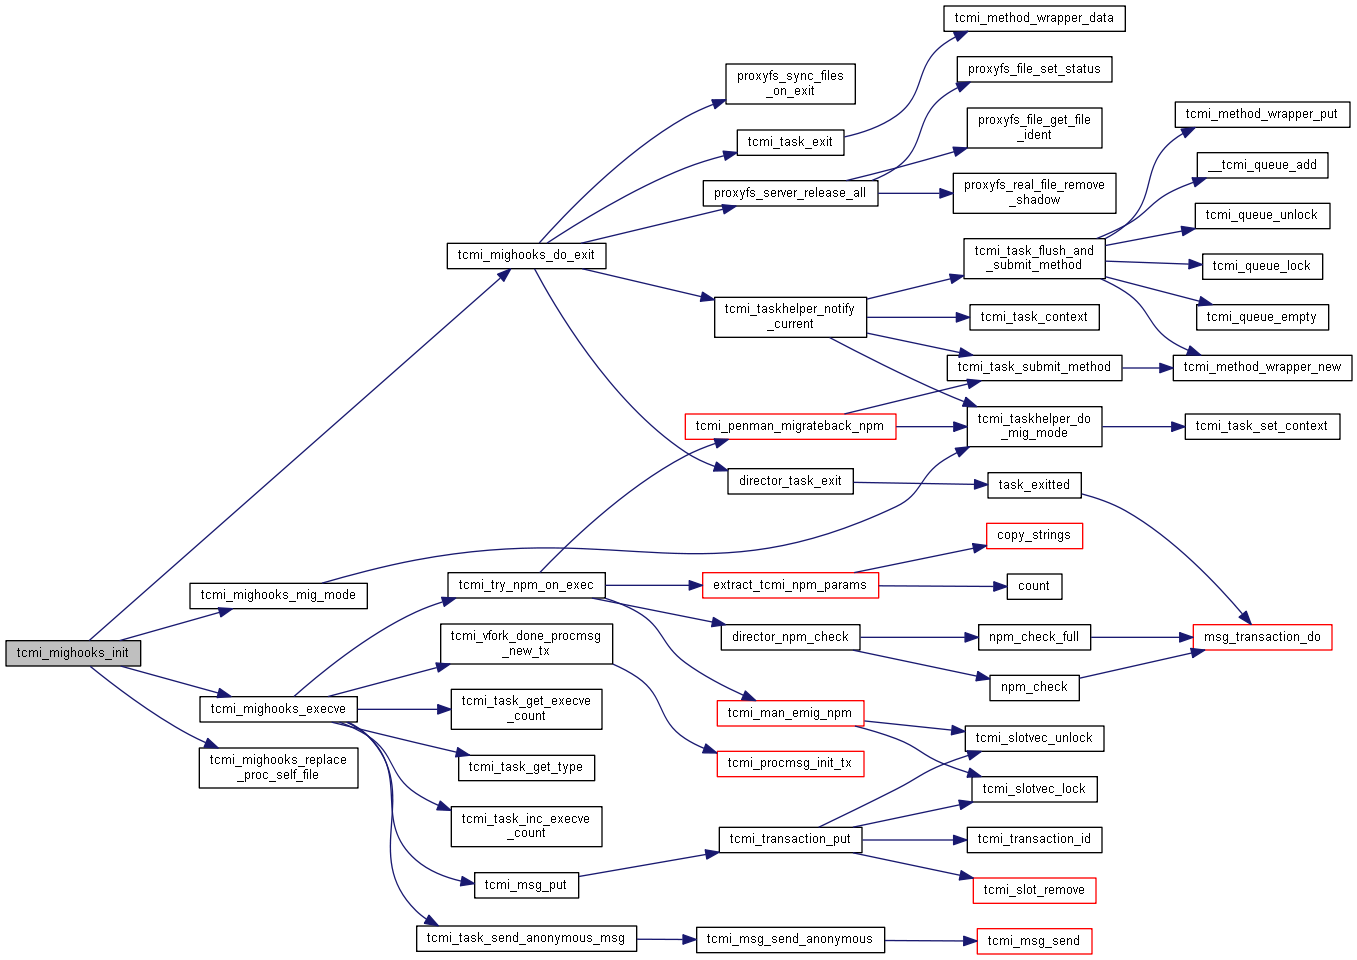 tcmi_method_wrapper_data
proxyfs_sync_files
_on_exit
proxyfs_file_set_status
tcmi_task_exit
proxyfs_file_get_file
_ident
tcmi_method_wrapper_put
proxyfs_server_release_all
proxyfs_real_file_remove
_shadow
__tcmi_queue_add
tcmi_mighooks_do_exit
tcmi_task_flush_and
_submit_method
tcmi_queue_unlock
tcmi_queue_lock
tcmi_taskhelper_notify
_current
tcmi_task_context
tcmi_queue_empty
tcmi_task_submit_method
tcmi_method_wrapper_new
tcmi_penman_migrateback_npm
tcmi_taskhelper_do
_mig_mode
tcmi_task_set_context
director_task_exit
task_exitted
copy_strings
tcmi_mighooks_mig_mode
tcmi_try_npm_on_exec
extract_tcmi_npm_params
count
tcmi_mighooks_init
tcmi_vfork_done_procmsg
_new_tx
director_npm_check
npm_check_full
msg_transaction_do
tcmi_mighooks_execve
tcmi_task_get_execve
_count
npm_check
tcmi_man_emig_npm
tcmi_slotvec_unlock
tcmi_mighooks_replace
_proc_self_file
tcmi_task_get_type
tcmi_procmsg_init_tx
tcmi_slotvec_lock
tcmi_task_inc_execve
_count
tcmi_transaction_put
tcmi_transaction_id
tcmi_msg_put
tcmi_slot_remove
tcmi_task_send_anonymous_msg
tcmi_msg_send_anonymous
tcmi_msg_send